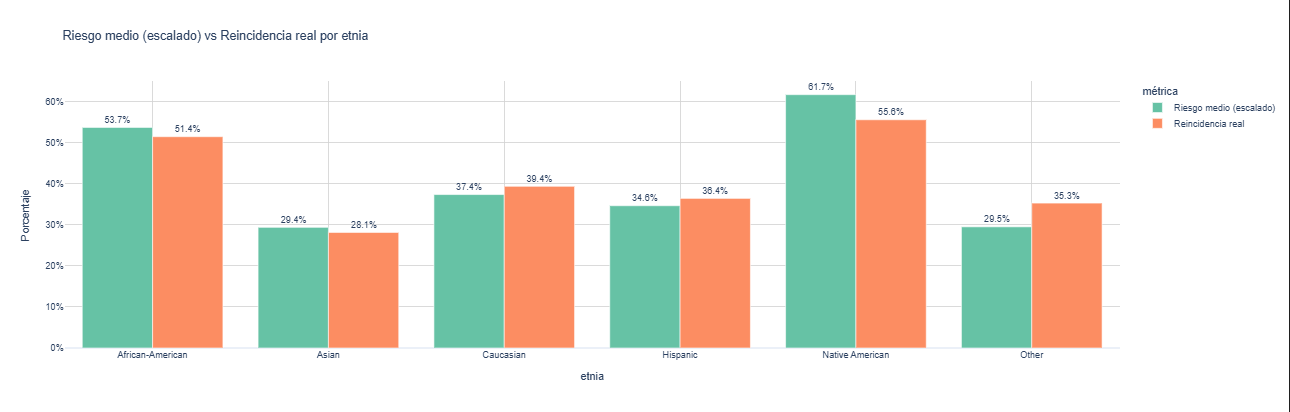 Riesgo medio (escalado) vs Reincidencia real por etnia
métrica
Riesgo medio (escalado)
Reincidencia real
Porcentaje
60%
50%
40%
30%
20%
10%
0%
53.7%
51.4%
29.4%
28.1%
37.4%
39.4%
34.6%
36.4%
61.7%
55.6%
29.5%
35.3%
African-American
Asian
Caucasian
Hispanic
Native American
Other
etnia